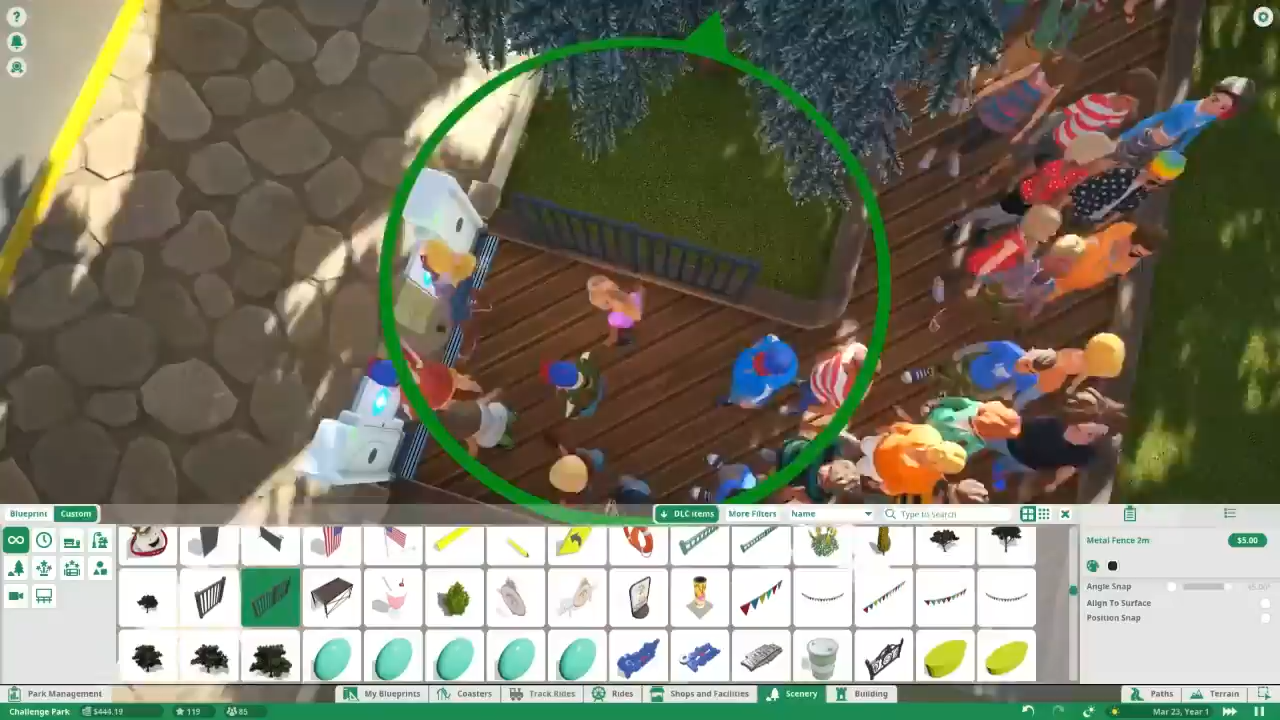 ?
Blueprint Custom DLC Items More Filters Name Type to search
Metal Fence 2m $5.00
Angle Snap
Align To Surface
Position Snap
Park Management My Blueprints Coasters Track Rides Rides Shops and Facilities Scenery Building Paths Terrain
Challenge Park $444.19 119 85 Mar 23, Year 1